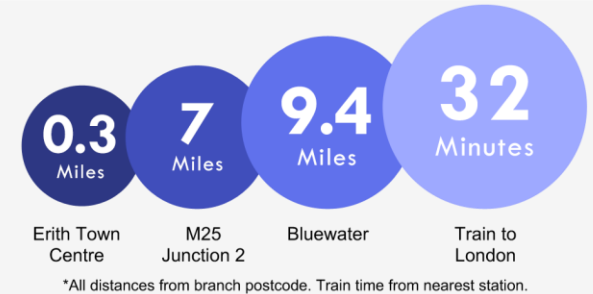 0.3
Miles
7
Miles
9.4
Miles
32
Minutes
Erith Town
Centre
M25
Junction 2
Bluewater
Train to
London
*All distances from branch postcode. Train time from nearest station.